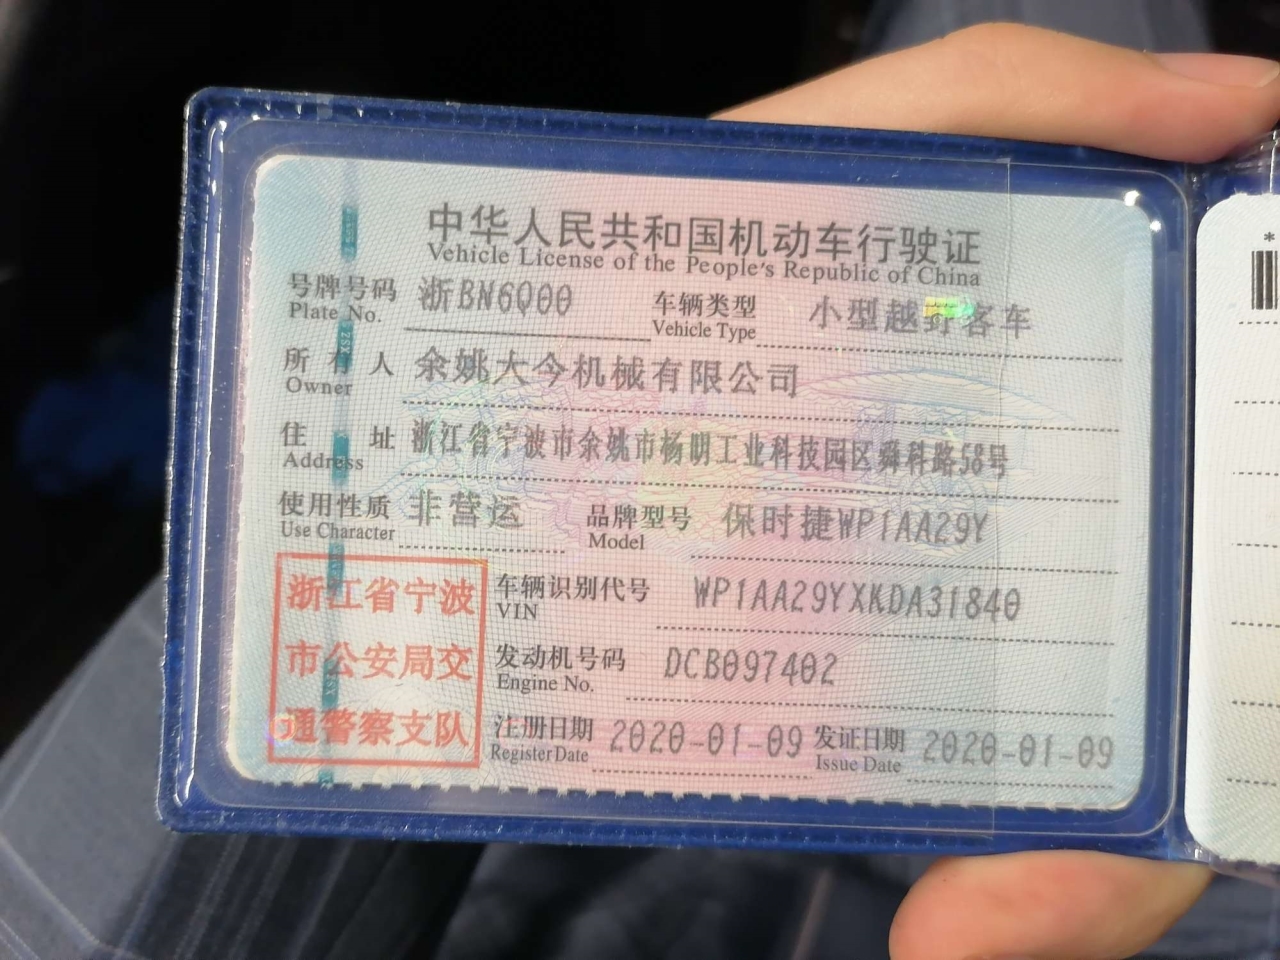 中华人民共和国机动车行驶证
Vehicle License of the People's Republic of China
号牌号码 浙BN6Q00 车辆类型 小型越野客车
Plate No. Vehicle Type
所有人 余姚大今机械有限公司
Owner
住址 浙江省宁波市余姚市杨明工业科技园区舜科路58号
Address
使用性质 非营运 品牌型号 保时捷WP1AA29Y
Use Character Model
浙江省宁波
市公安局交
通警察支队
车辆识别代号 WP1AA29YXKDA31840
VIN
发动机号码 DCB097402
Engine No.
注册日期 2020-01-09 发证日期 2020-01-09
Register Date Issue Date
*